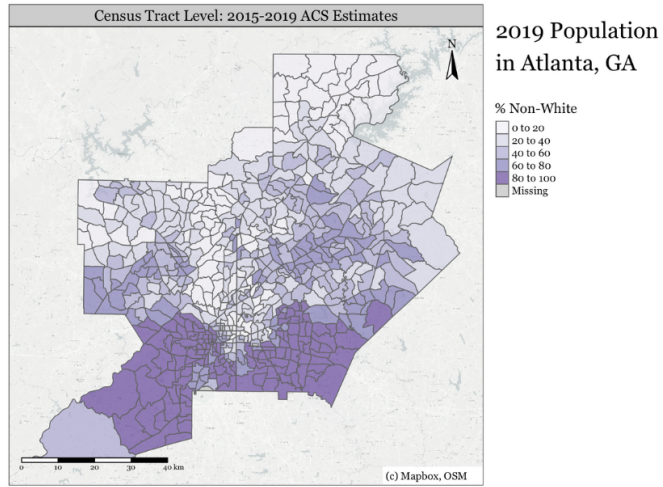 Census Tract Level: 2015-2019 ACS Estimates
2019 Population
in Atlanta, GA
N
% Non-White
0 to 20
20 to 40
40 to 60
60 to 80
80 to 100
Missing
0 10 20 30 40 km
(c) Mapbox, OSM